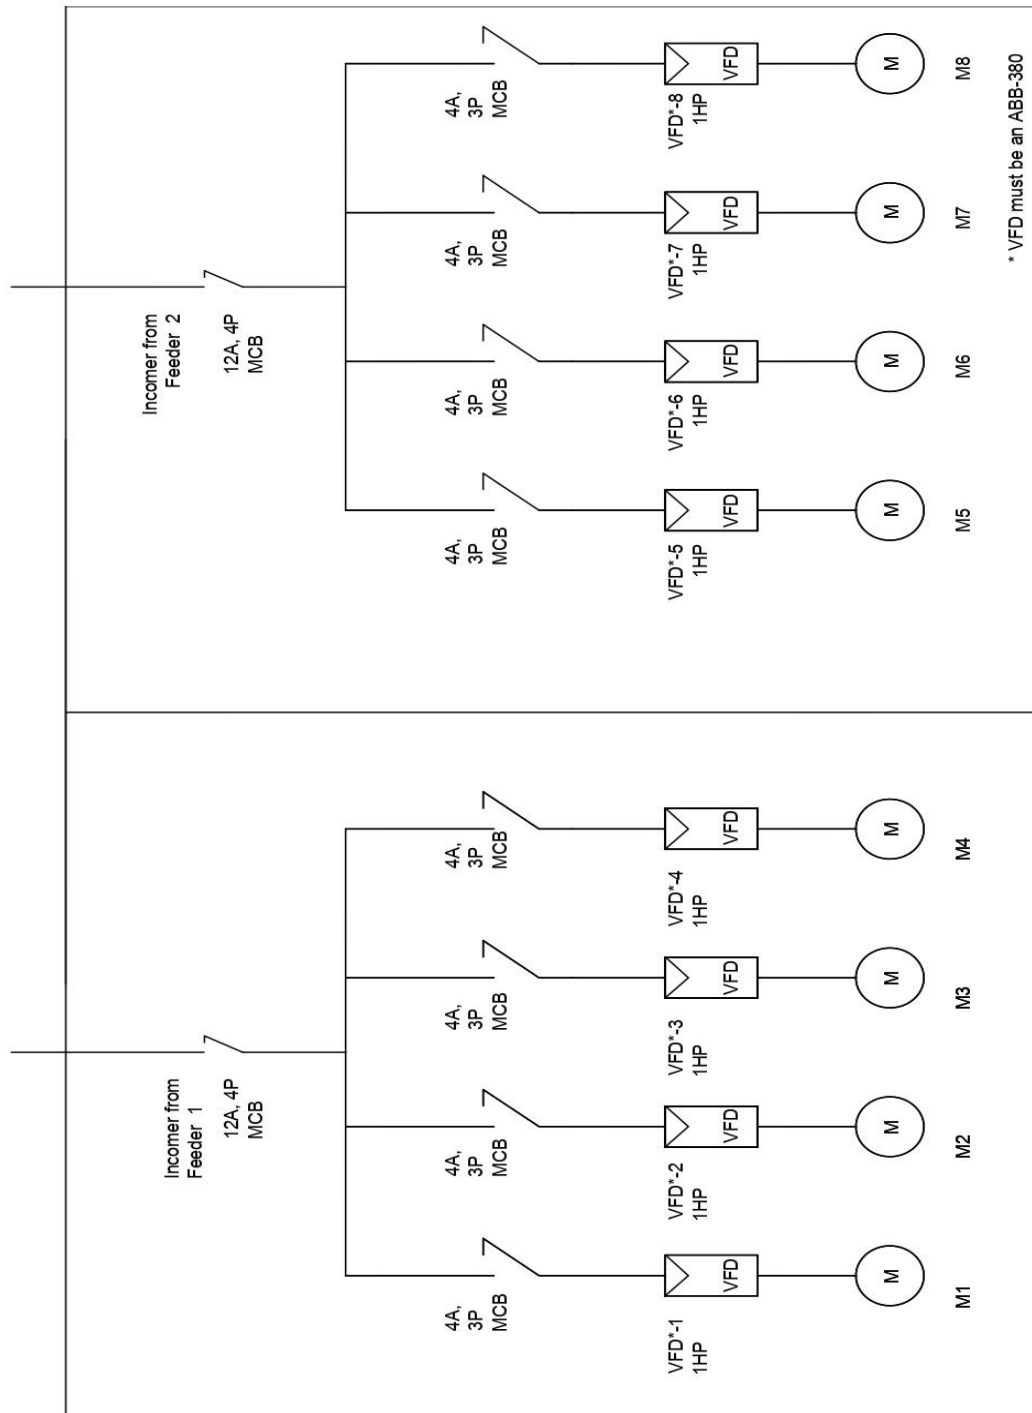 Incomer from
Feeder 1
12A, 4P
MCB
4A,
3P
MCB
4A,
3P
MCB
4A,
3P
MCB
4A,
3P
MCB
VFD*-1
1HP
VFD
VFD*-2
1HP
VFD
VFD*-3
1HP
VFD
VFD*-4
1HP
VFD
M
M
M
M
M1
M2
M3
M4
Incomer from
Feeder 2
12A, 4P
MCB
4A,
3P
MCB
4A,
3P
MCB
4A,
3P
MCB
4A,
3P
MCB
VFD*-5
1HP
VFD
VFD*-6
1HP
VFD
VFD*-7
1HP
VFD
VFD*-8
1HP
VFD
M
M
M
M
M5
M6
M7
M8
* VFD must be an ABB-380